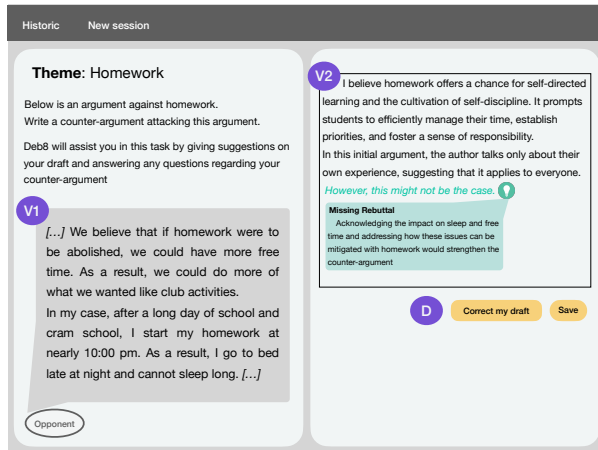 Historic New session
Theme: Homework
Below is an argument against homework.
Write a counter-argument attacking this argument.
Deb8 will assist you in this task by giving suggestions on
your draft and answering any questions regarding your
counter-argument
V1
[...] We believe that if homework were to
be abolished, we could have more free
time. As a result, we could do more of
what we wanted like club activities.
In my case, after a long day of school and
cram school, I start my homework at
nearly 10:00 pm. As a result, I go to bed
late at night and cannot sleep long. [...]
Opponent
V2
I believe homework offers a chance for self-directed
learning and the cultivation of self-discipline. It prompts
students to efficiently manage their time, establish
priorities, and foster a sense of responsibility.
In this initial argument, the author talks only about their
own experience, suggesting that it applies to everyone.
However, this might not be the case.
Missing Rebuttal
Acknowledging the impact on sleep and free
time and addressing how these issues can be
mitigated with homework would strengthen the
counter-argument
D
Correct my draft Save